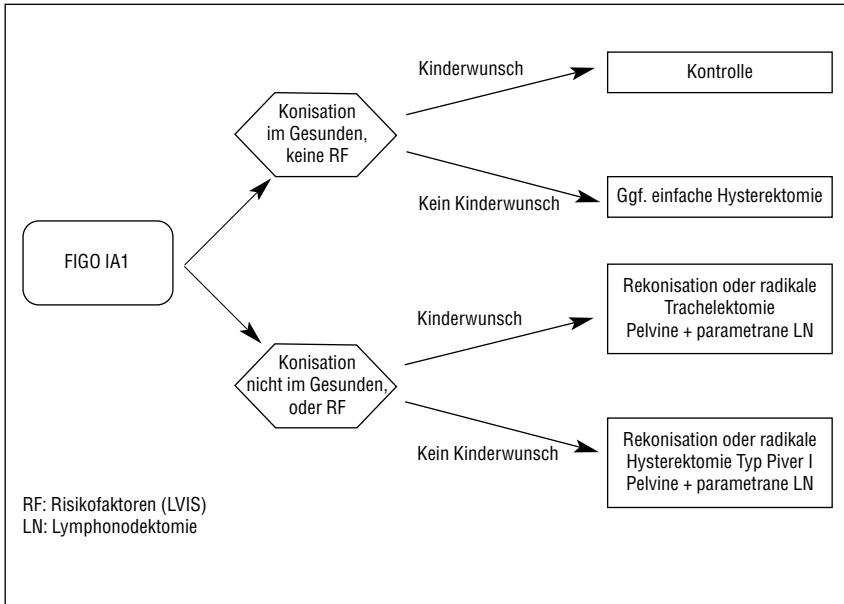 Kinderwunsch
Kontrolle
Konisation
im Gesunden,
keine RF
Kein Kinderwunsch
Ggf. einfache Hysterektomie
FIGO IA1
Kinderwunsch
Rekonisation oder radikale
Trachelektomie
Pelvine + parametrane LN
Konisation
nicht im Gesunden,
oder RF
Kein Kinderwunsch
Rekonisation oder radikale
Hysterektomie Typ Piver I
Pelvine + parametrane LN
RF: Risikofaktoren (LVIS)
LN: Lymphonodektomie